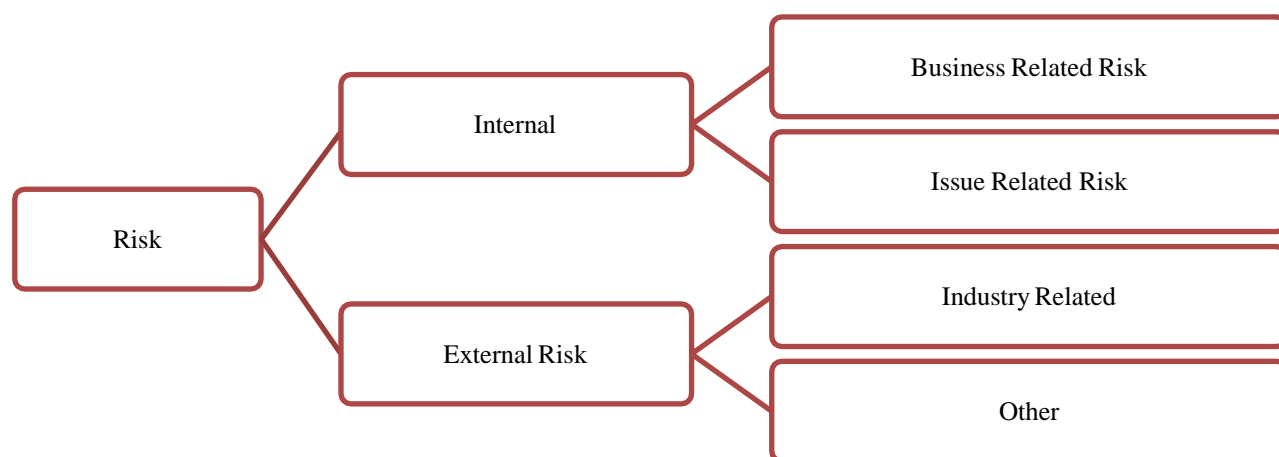 Risk
Internal
Business Related Risk
Issue Related Risk
External Risk
Industry Related
Other